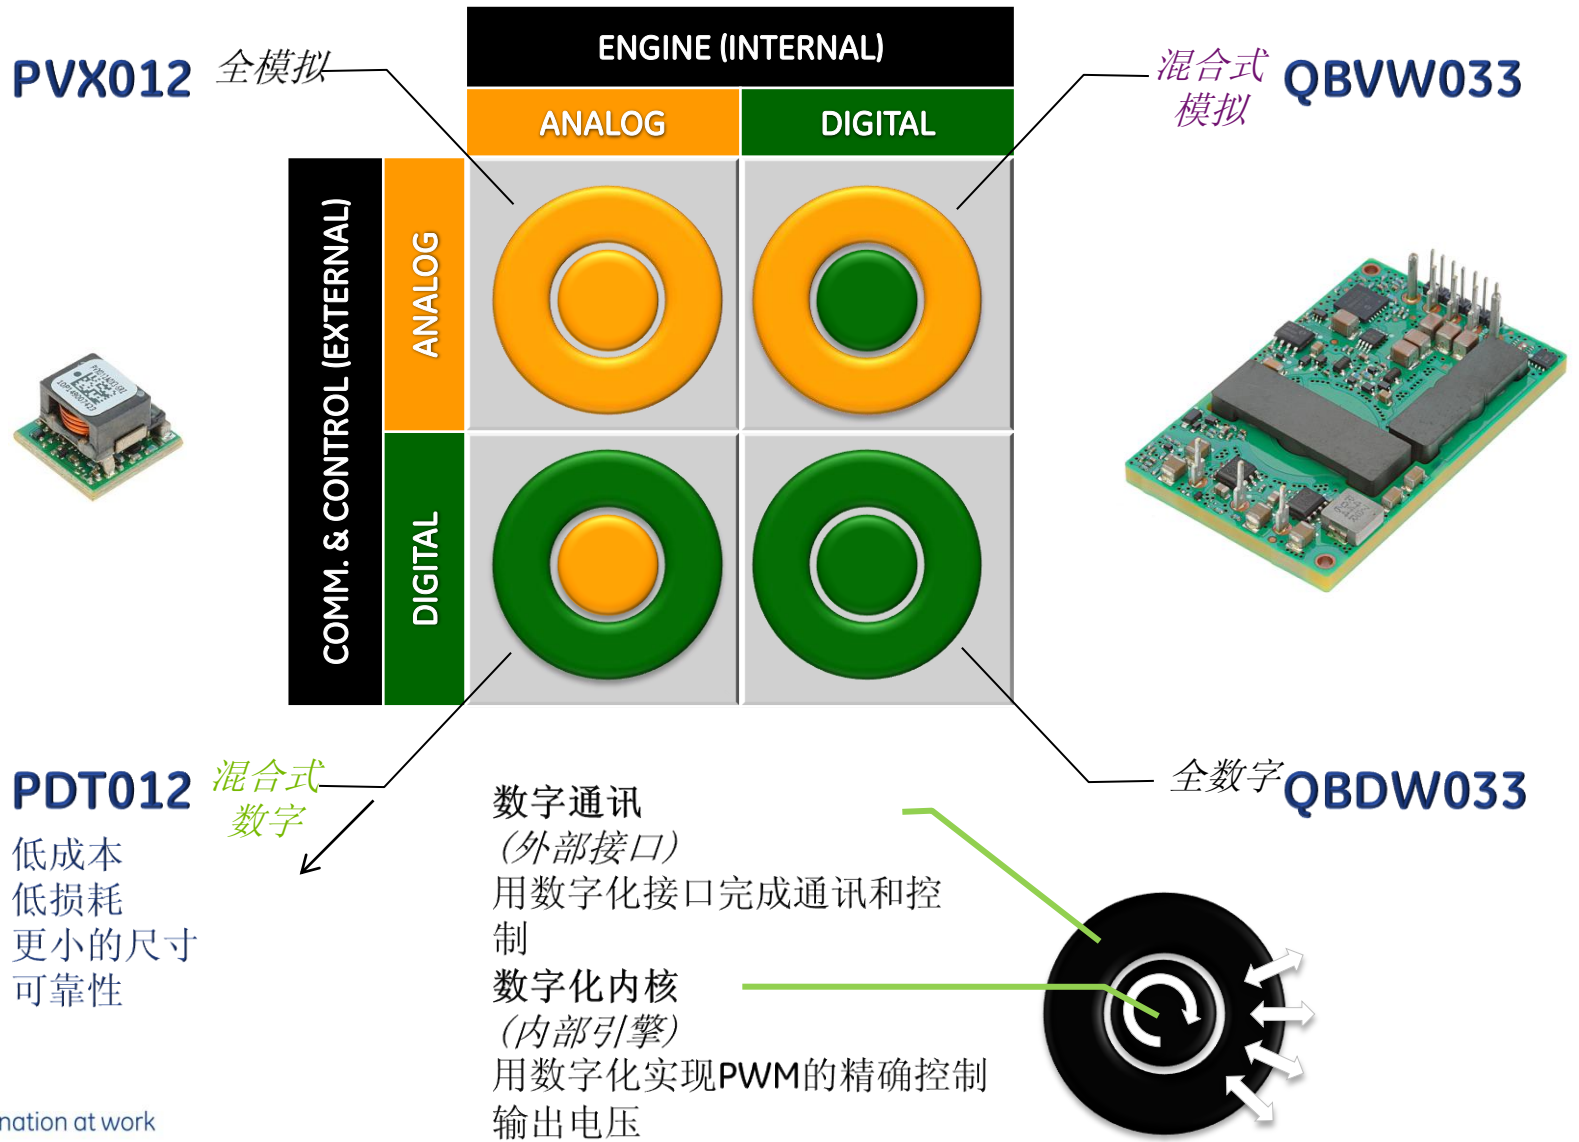 ENGINE (INTERNAL)
PVX012 全模拟
混合式 QBVW033
模拟
ANALOG DIGITAL
COMM. & CONTROL (EXTERNAL)
ANALOG
DIGITAL
PDT012 混合式
数字
低成本
低损耗
更小的尺寸
可靠性
全数字 QBDW033
数字通讯
(外部接口)
用数字化接口完成通讯和控
制
数字化内核
(内部引擎)
用数字化实现PWM的精确控制
输出电压
nation at work